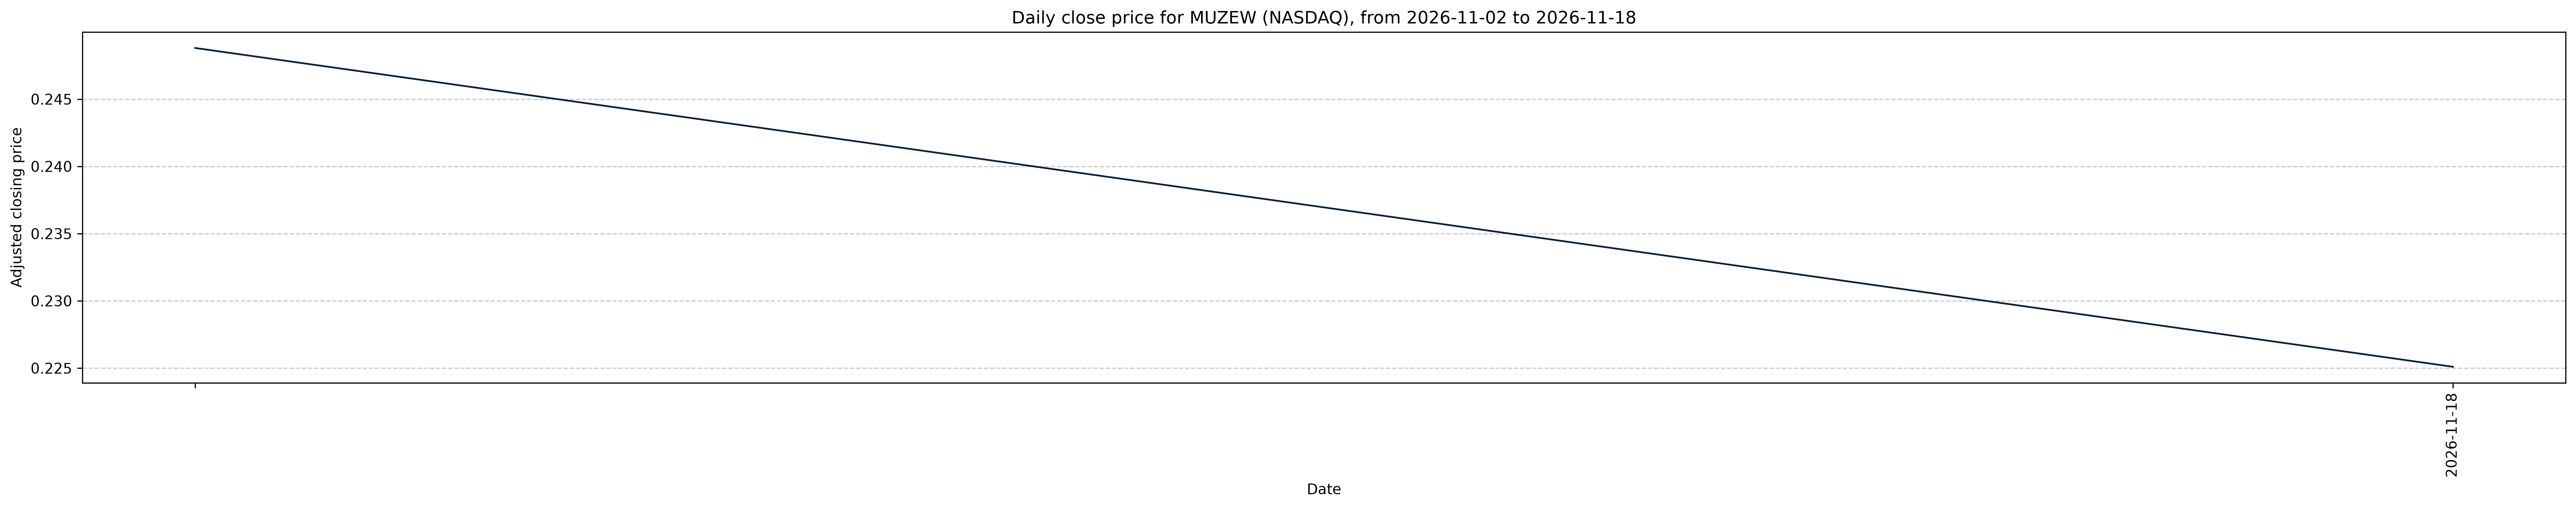 Daily close price for MUZEW (NASDAQ), from 2026-11-02 to 2026-11-18
Adjusted closing price
0.245
0.240
0.235
0.230
0.225
2026-11-18
Date